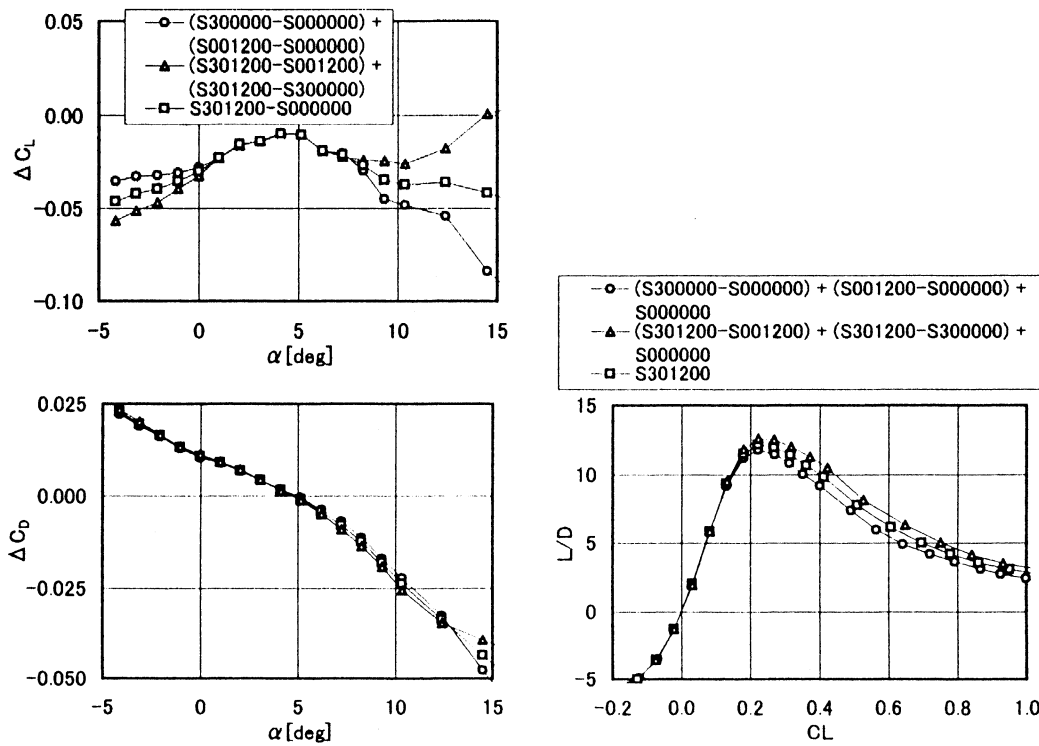 0.05
(S300000-S000000) +
(S001200-S000000)
(S301200-S001200) +
(S301200-S300000)
S301200-S000000
0.00
-0.05
-0.10
ΔCL
-5 0 5 10 15
α[deg]
0.025
0.000
-0.025
-0.050
ΔCD
-5 0 5 10 15
α[deg]
(S300000-S000000) + (S001200-S000000) +
S000000
(S301200-S001200) + (S301200-S300000) +
S000000
S301200
15
10
5
0
-5
L/D
-0.2 0.0 0.2 0.4 0.6 0.8 1.0
CL